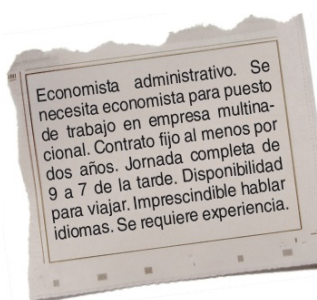 Economista administrativo. Se
necesita economista para puesto
de trabajo en empresa multina-
cional. Contrato fijo al menos por
dos años. Jornada completa de
9 a 7 de la tarde. Disponibilidad
para viajar. Imprescindible hablar
idiomas. Se requiere experiencia.